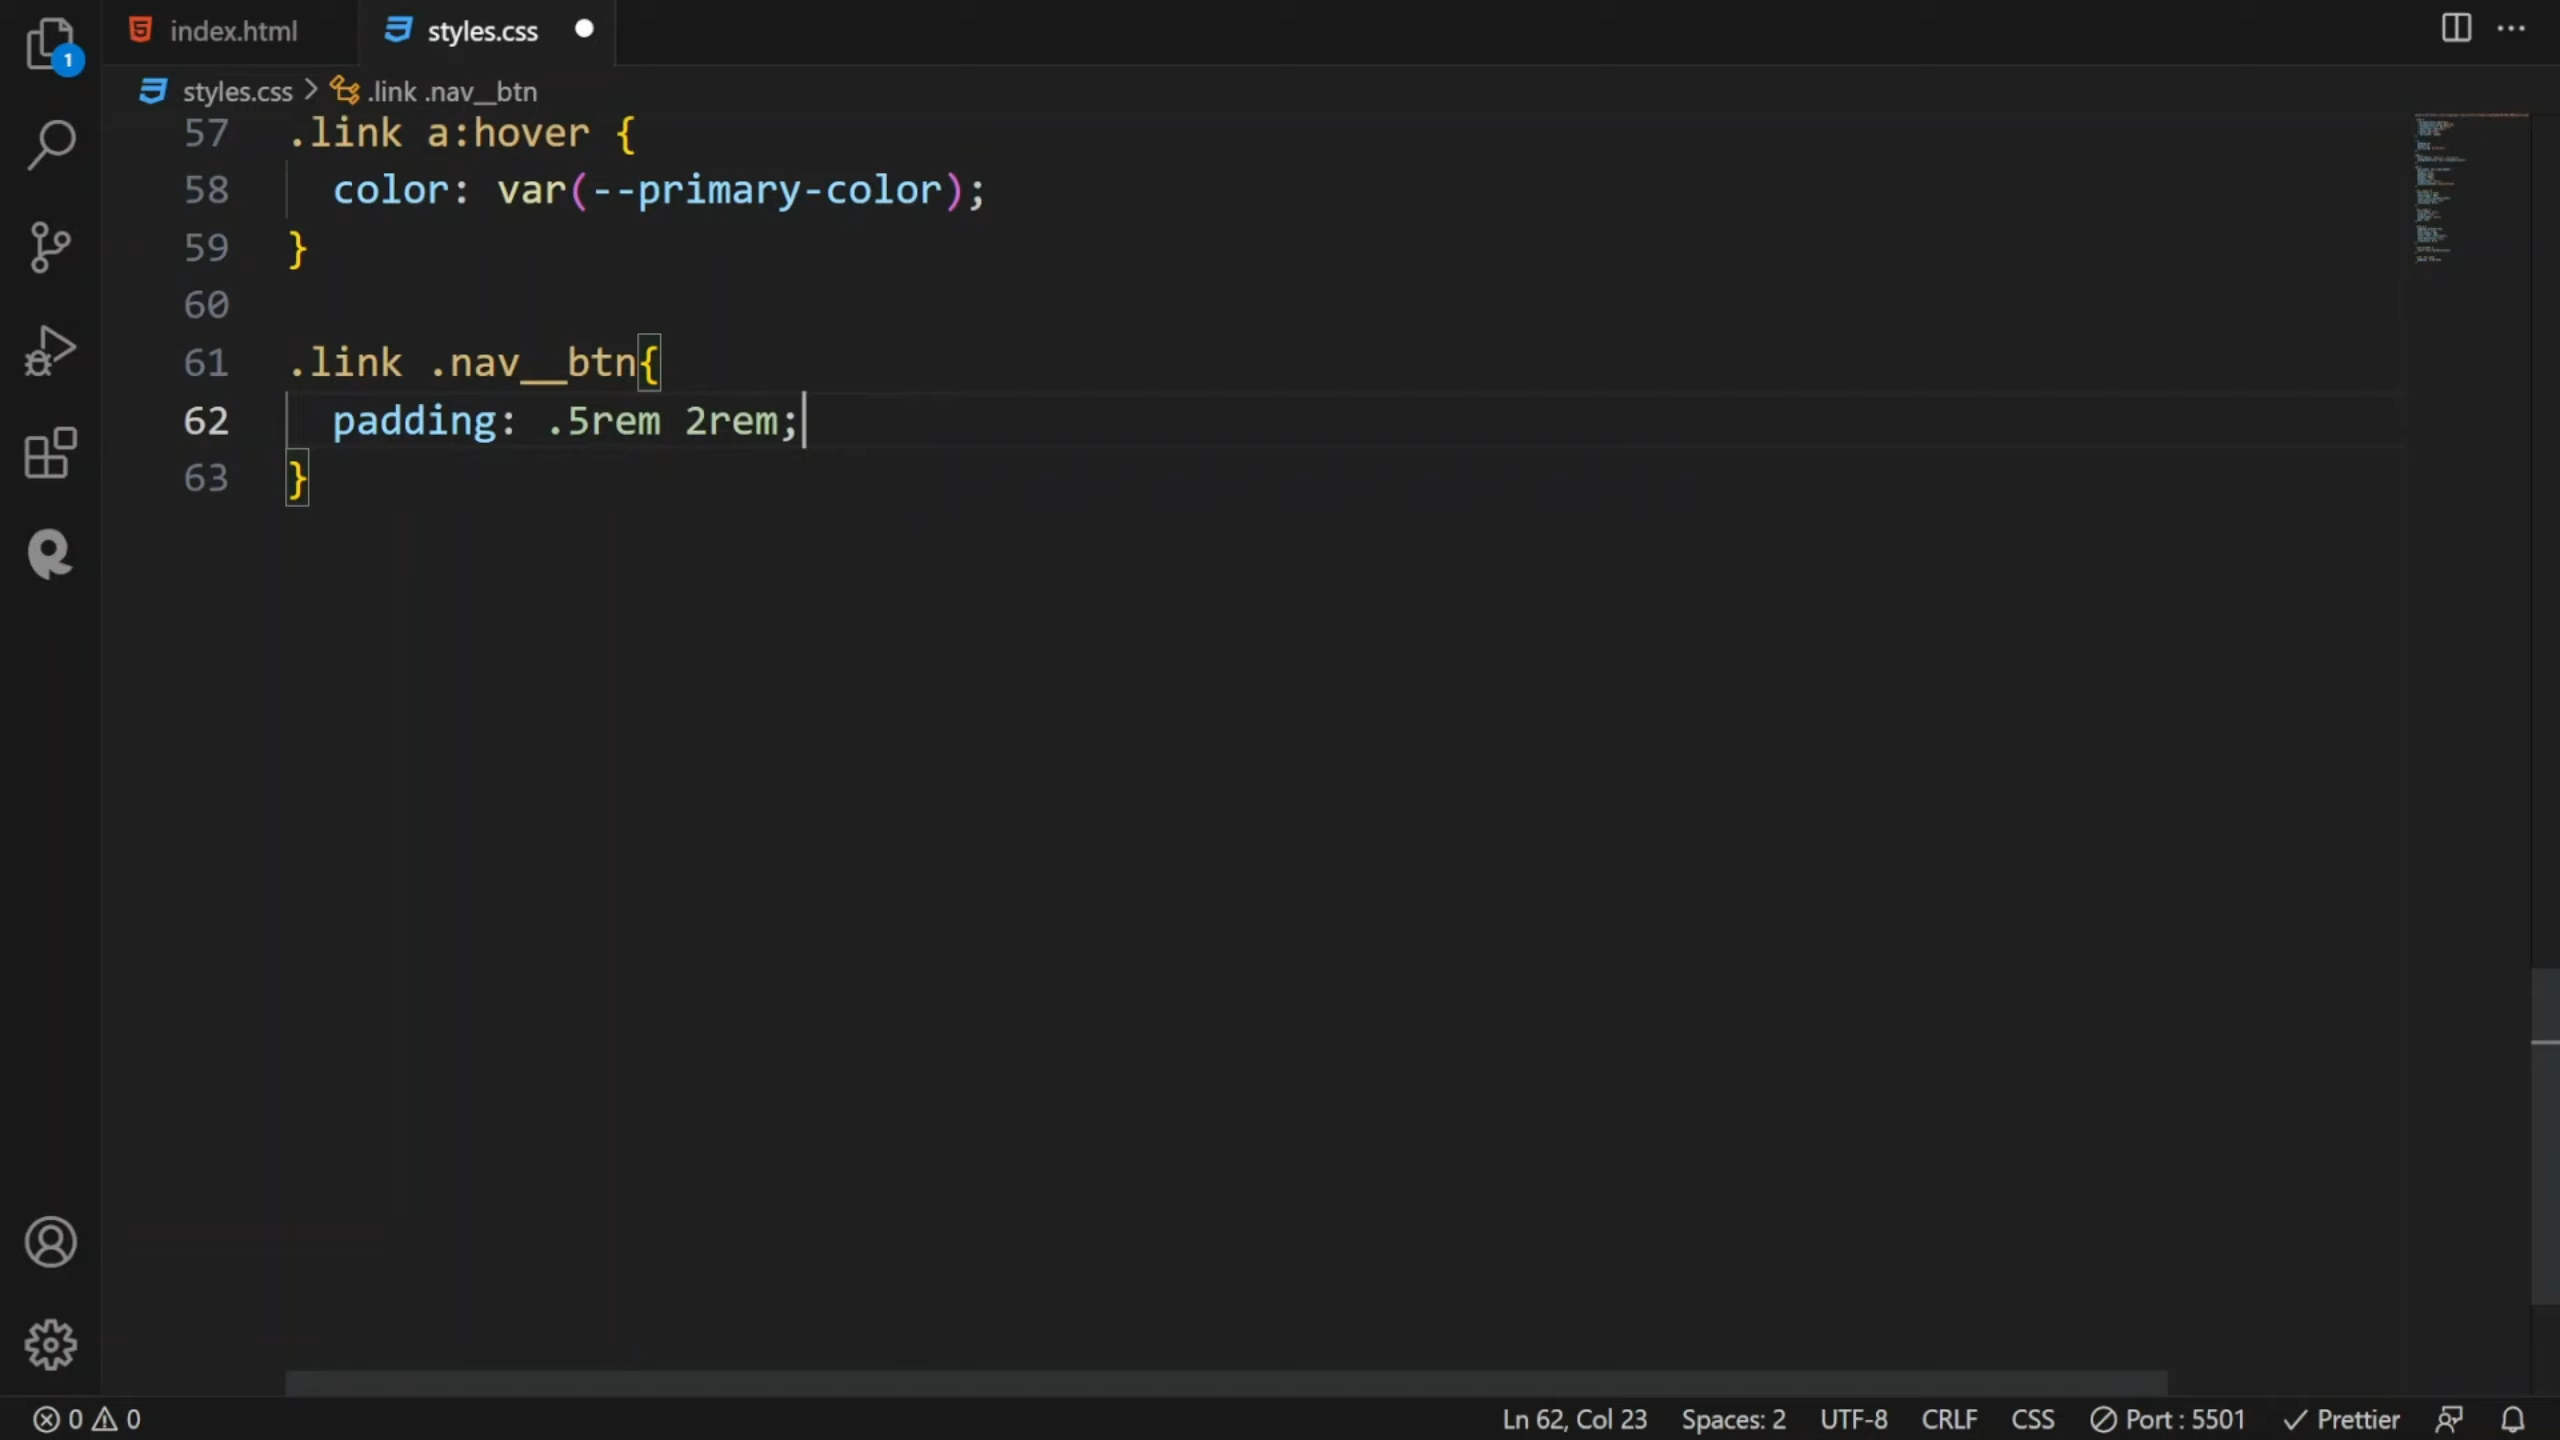 index.html
styles.css
1
styles.css > .link .nav__btn
57 .link a:hover {
58 color: var(--primary-color);
59 }
60
61 .link .nav__btn{
62 padding: .5rem 2rem;
63 }
0 0 Ln 62, Col 23 Spaces: 2 UTF-8 CRLF CSS Port : 5501 Prettier